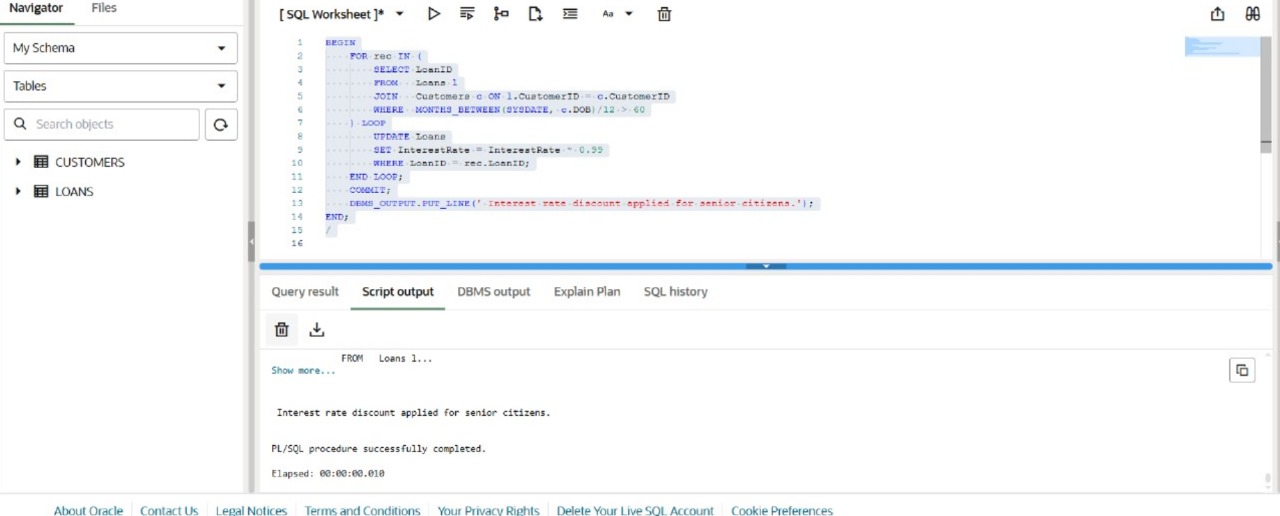 Navigator Files
My Schema
Tables
Search objects
CUSTOMERS
LOANS
[ SQL Worksheet ]* Aa
1 BEGIN
2 FOR rec IN (
3 SELECT LoanID
4 FROM Loans l
5 JOIN Customers c ON l.CustomerID = c.CustomerID
6 WHERE MONTHS_BETWEEN(SYSDATE, c.DOB)/12 > 60
7 ) LOOP
8 UPDATE Loans
9 SET InterestRate = InterestRate * 0.99
10 WHERE LoanID = rec.LoanID;
11 END LOOP;
12 COMMIT;
13 DBMS_OUTPUT.PUT_LINE(' Interest rate discount applied for senior citizens.');
14 END;
15 /
16
Query result Script output DBMS output Explain Plan SQL history
FROM Loans l...
Show more...
Interest rate discount applied for senior citizens.
PL/SQL procedure successfully completed.
Elapsed: 00:00:00.010
About Oracle Contact Us Legal Notices Terms and Conditions Your Privacy Rights Delete Your Live SQL Account Cookie Preferences